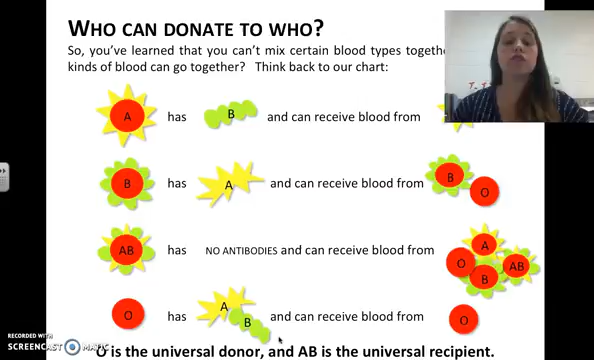 WHO CAN DONATE TO WHO?
So, you've learned that you can't mix certain blood types
kinds of blood can go together? Think back to our chart:
A has B and can receive blood from
B has A and can receive blood from B O
AB has NO ANTIBODIES and can receive blood from A O B AB
O has A B and can receive blood from O
RECORDED WITH
SCREENCAST MATIC
O is the universal donor, and AB is the universal recipient.